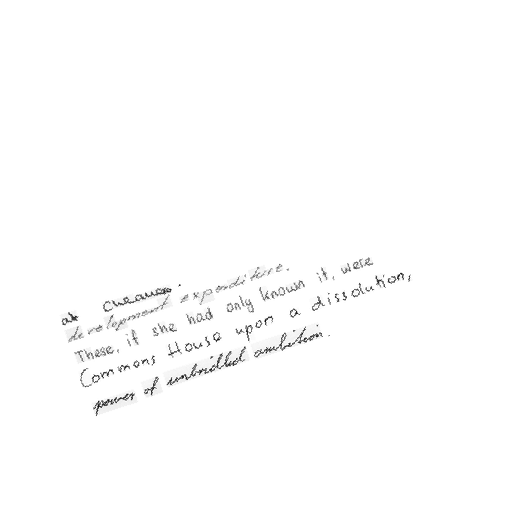 at
development expenditure.
These, if she had only known it, were
Commons House upon a dissolution,
power of unbridled ambition.